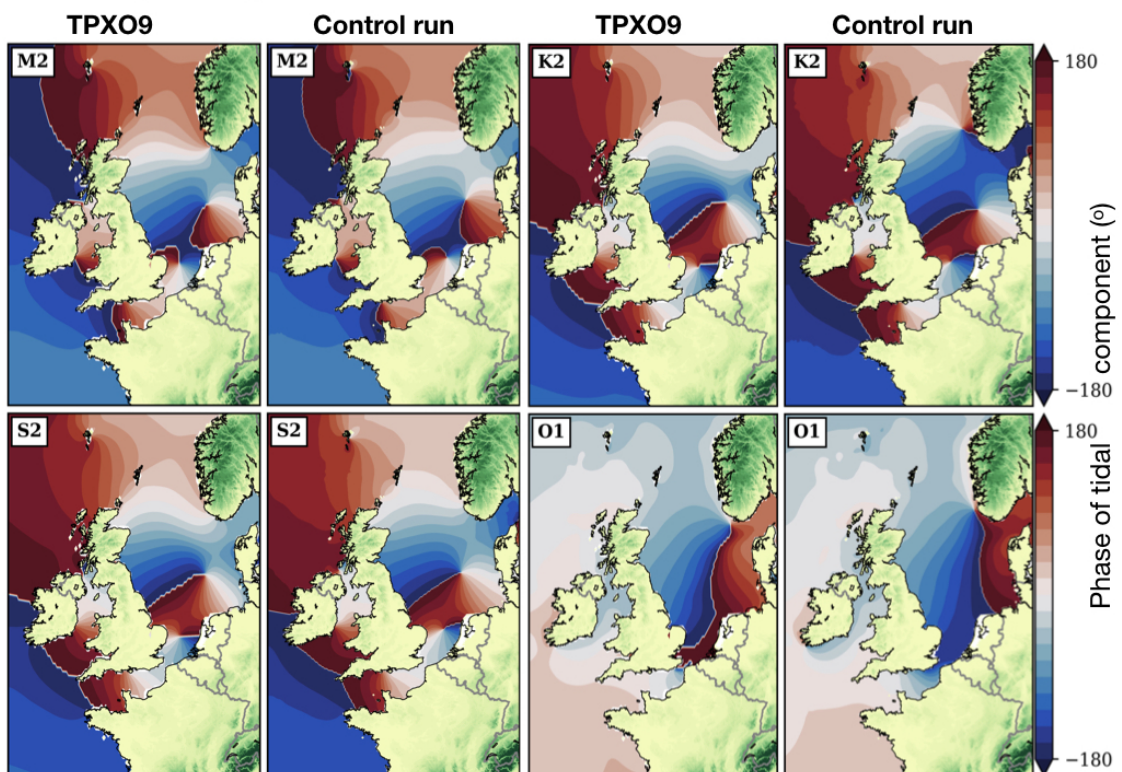 TPXO9 Control run TPXO9 Control run
M2 M2 K2 K2
180
−180
S2 S2 O1 O1
180
−180
Phase of tidal component (º)